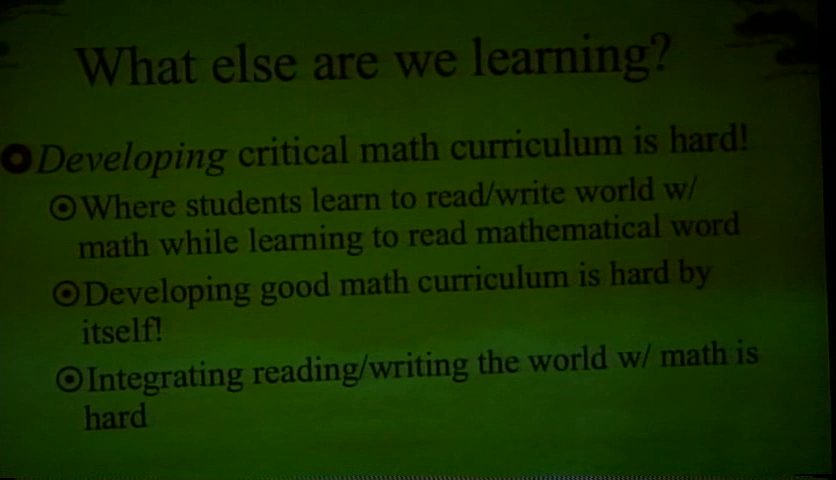 What else are we learning?
Developing critical math curriculum is hard!
Where students learn to read/write world w/
math while learning to read mathematical word
Developing good math curriculum is hard by
itself!
Integrating reading/writing the world w/ math is
hard